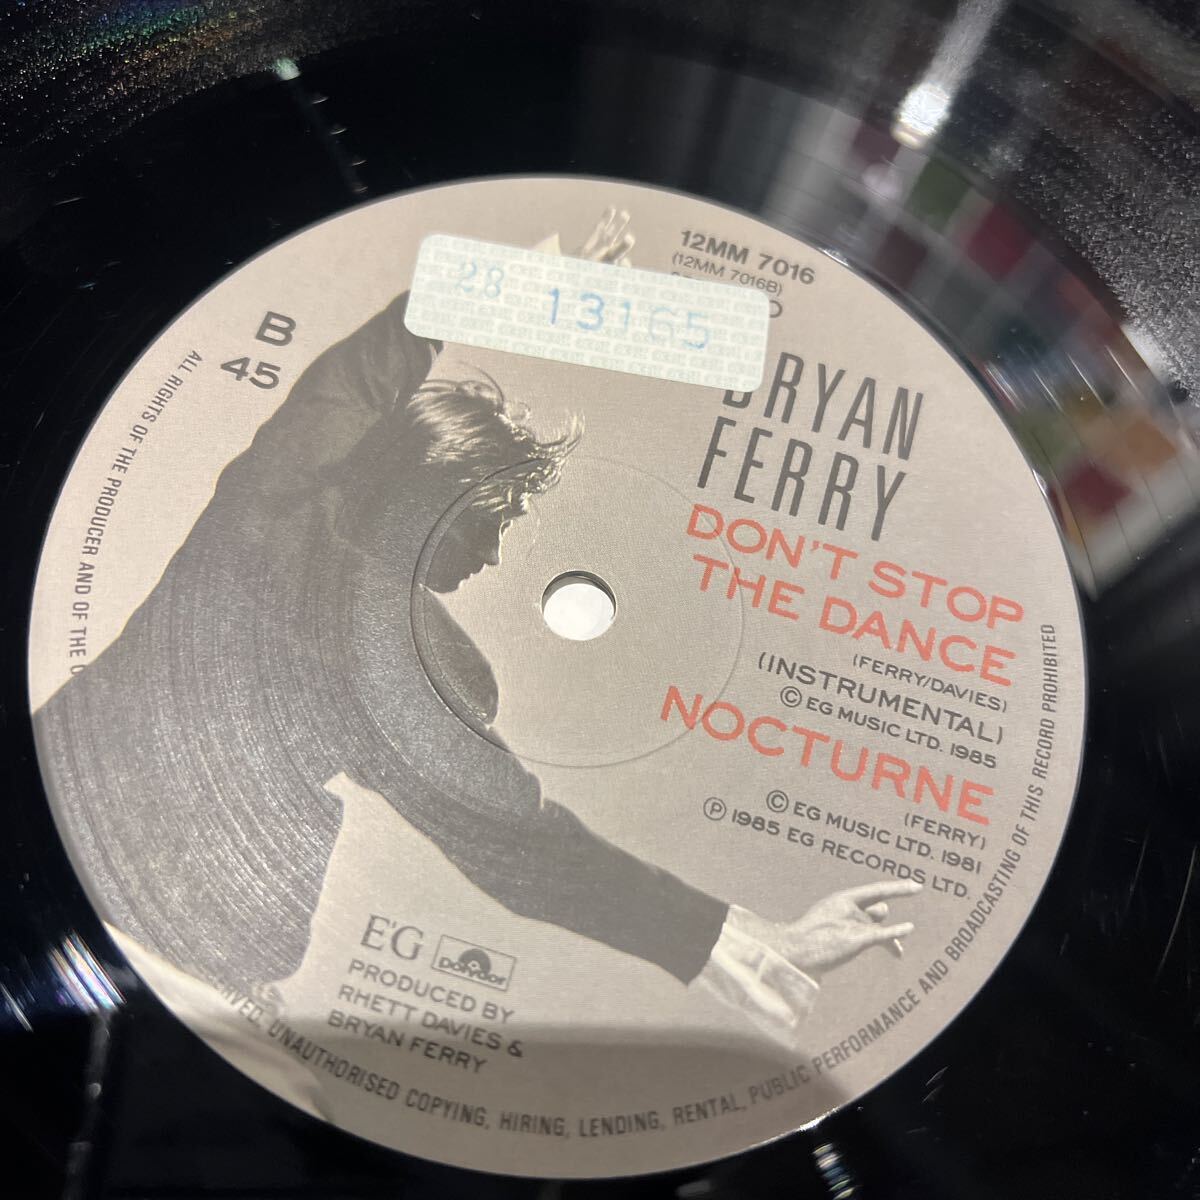 12MM 7016
(12MM 7016B)
28 13165
B
45
BRYAN
FERRY
DON'T STOP
THE DANCE
(FERRY/DAVIES)
(INSTRUMENTAL)
© EG MUSIC LTD. 1985
NOCTURNE
(FERRY)
© EG MUSIC LTD. 1981
℗ 1985 EG RECORDS LTD.
E'G
Polydor
PRODUCED BY
RHETT DAVIES &
BRYAN FERRY
ALL RIGHTS OF THE PRODUCER AND OF THE
UNAUTHORISED COPYING, HIRING, LENDING, RENTAL, PUBLIC PERFORMANCE AND BROADCASTING OF THIS RECORD PROHIBITED